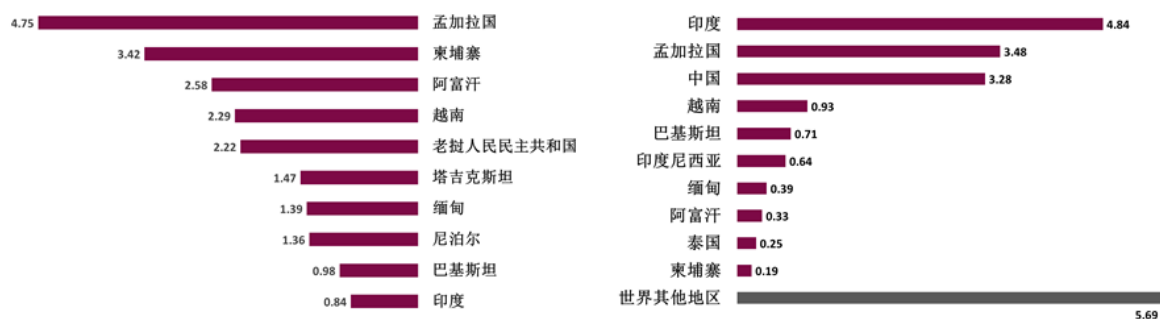 4.75 孟加拉国
3.42 柬埔寨
2.58 阿富汗
2.29 越南
2.22 老挝人民民主共和国
1.47 塔吉克斯坦
1.39 缅甸
1.36 尼泊尔
0.98 巴基斯坦
0.84 印度
印度 4.84
孟加拉国 3.48
中国 3.28
越南 0.93
巴基斯坦 0.71
印度尼西亚 0.64
缅甸 0.39
阿富汗 0.33
泰国 0.25
柬埔寨 0.19
世界其他地区
5.69